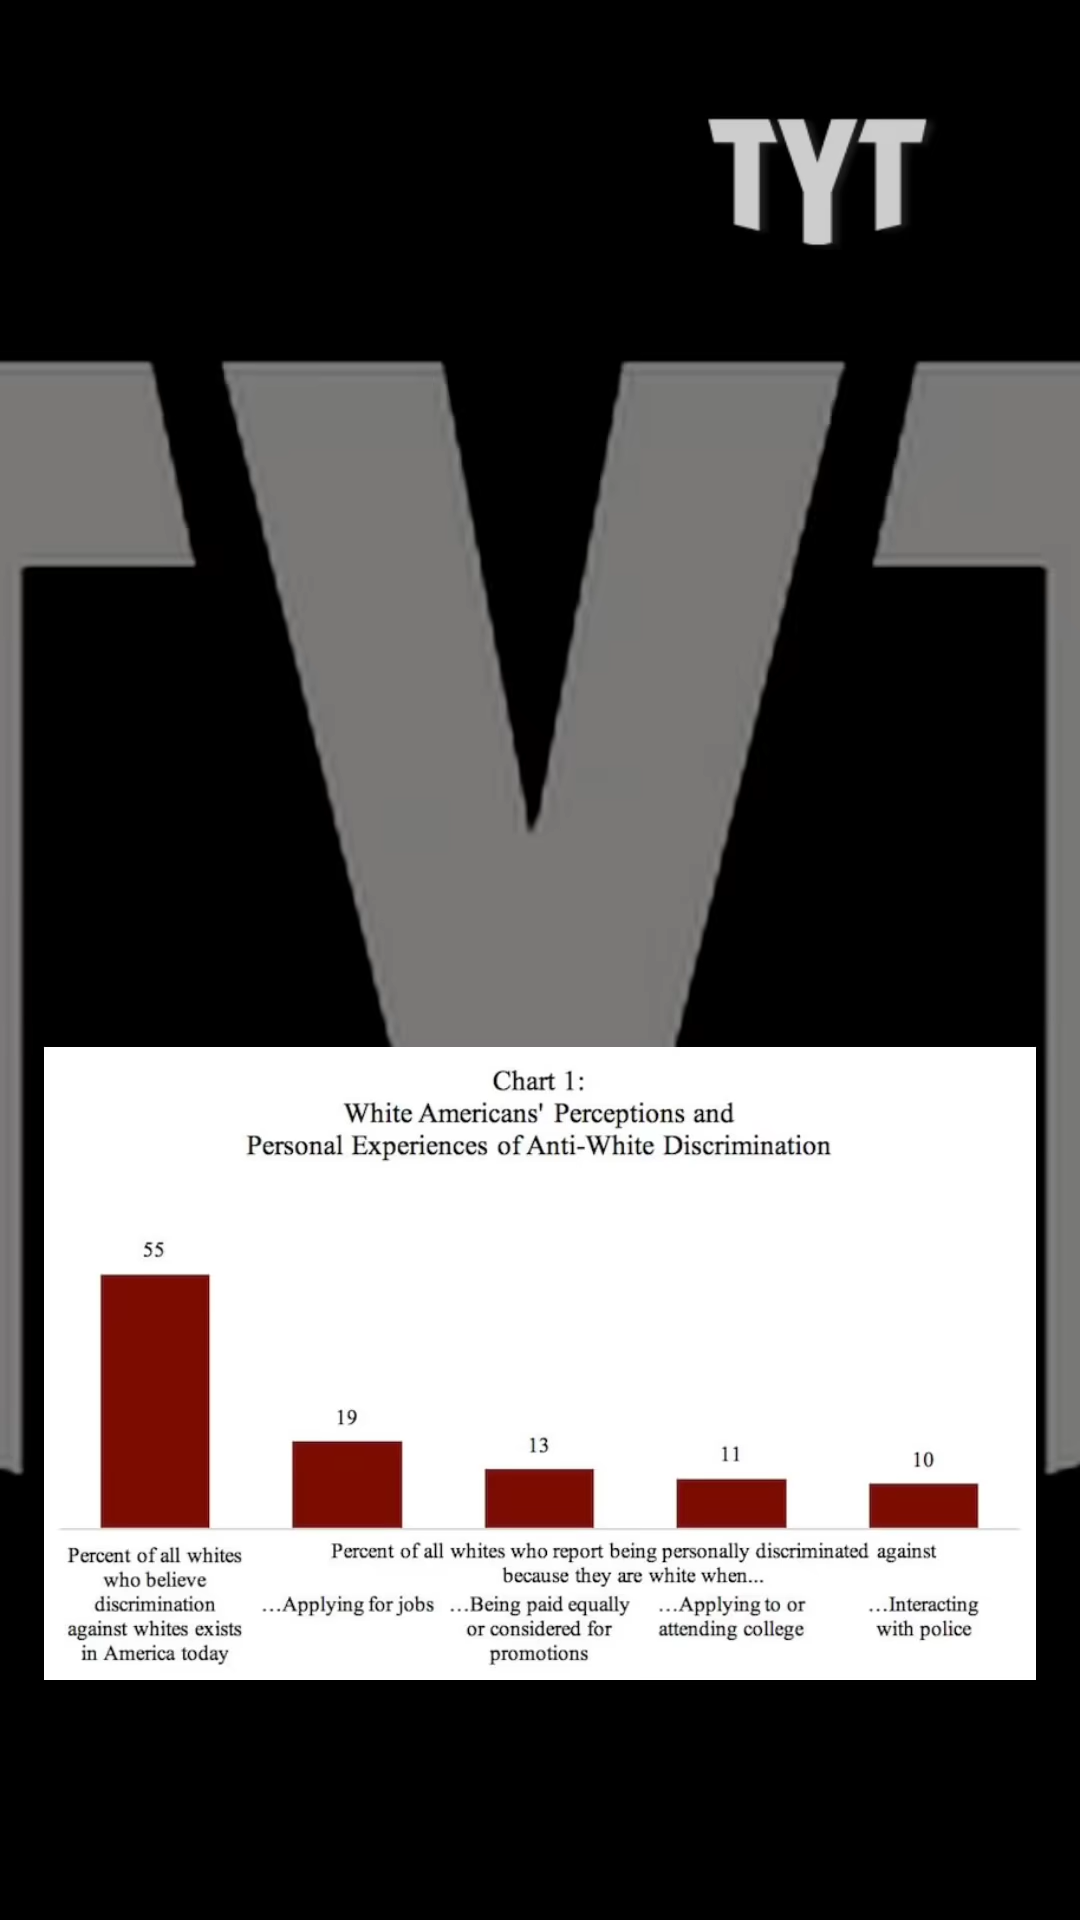 TYT
TYT
Chart 1:
White Americans' Perceptions and
Personal Experiences of Anti-White Discrimination
55
19
13
11
10
Percent of all whites
who believe
discrimination
against whites exists
in America today
Percent of all whites who report being personally discriminated against
because they are white when...
…Applying for jobs
…Being paid equally
or considered for
promotions
…Applying to or
attending college
…Interacting
with police